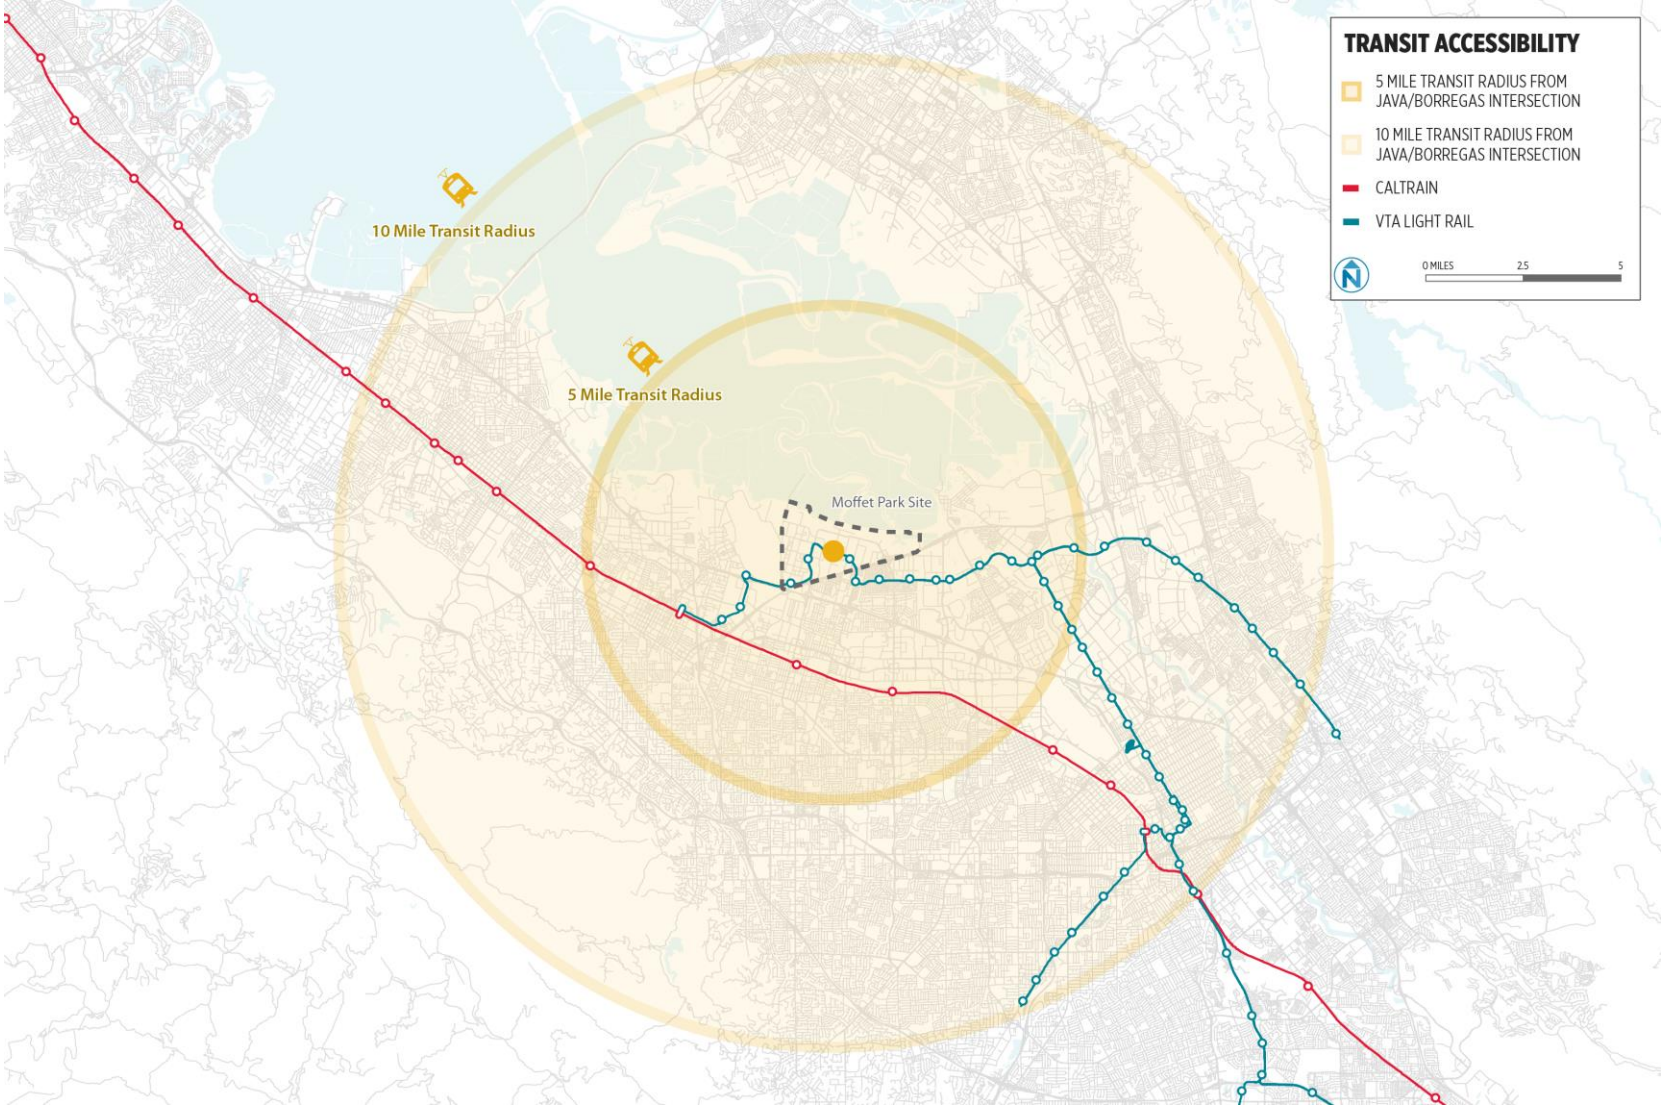 TRANSIT ACCESSIBILITY
5 MILE TRANSIT RADIUS FROM
JAVA/BORREGAS INTERSECTION
10 MILE TRANSIT RADIUS FROM
JAVA/BORREGAS INTERSECTION
CALTRAIN
VTA LIGHT RAIL
N
0 MILES 2.5 5
10 Mile Transit Radius
5 Mile Transit Radius
Moffet Park Site